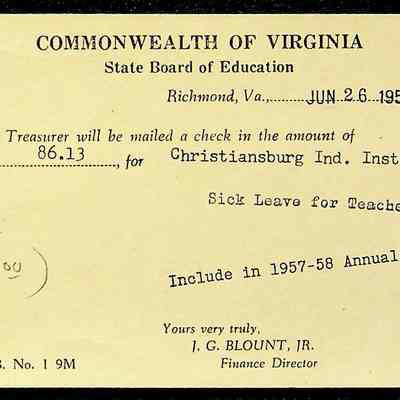 COMMONWEALTH OF VIRGINIA
State Board of Education
Richmond, Va.,........JUN 26...195
Treasurer will be mailed a check in the amount of
86.13........, for Christiansburg Ind. Inst
Sick Leave for Teache
Include in 1957-58 Annual
00)
Yours very truly,
J. G. BLOUNT, JR.
Finance Director
. No. 1 9M